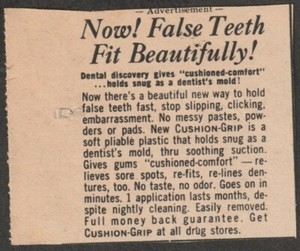 — Advertisement —
Now! False Teeth
Fit Beautifully!
Dental discovery gives "cushioned-comfort"
...holds snug as a dentist's mold!
Now there's a beautiful new way to hold
false teeth fast, stop slipping, clicking,
embarrassment. No messy pastes, pow-
ders or pads. New CUSHION-GRIP is a
soft pliable plastic that holds snug as a
dentist's mold, thru soothing suction.
Gives gums "cushioned-comfort" — re-
lieves sore spots, re-fits, re-lines den-
tures, too. No taste, no odor. Goes on in
minutes. 1 application lasts months, de-
spite nightly cleaning. Easily removed.
Full money back guarantee. Get
CUSHION-GRIP at all drug stores.